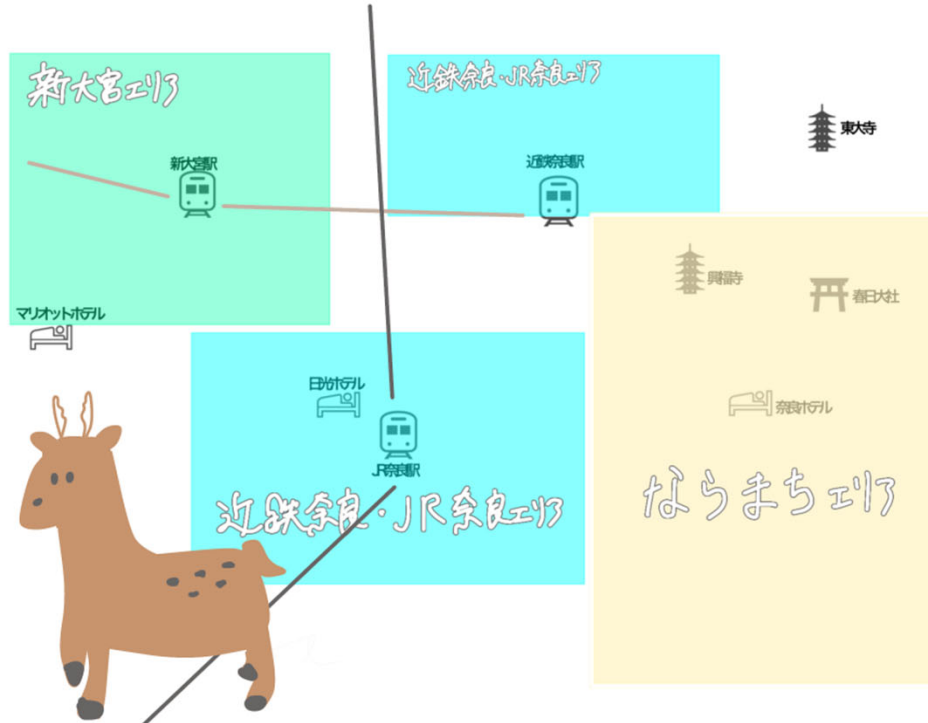 新大宮エリア
近鉄奈良・JR奈良エリア
東大寺
新大宮駅
近鉄奈良駅
興福寺
春日大社
マリオットホテル
日光ホテル
奈良ホテル
JR奈良駅
近鉄奈良・JR奈良エリア
ならまちエリア